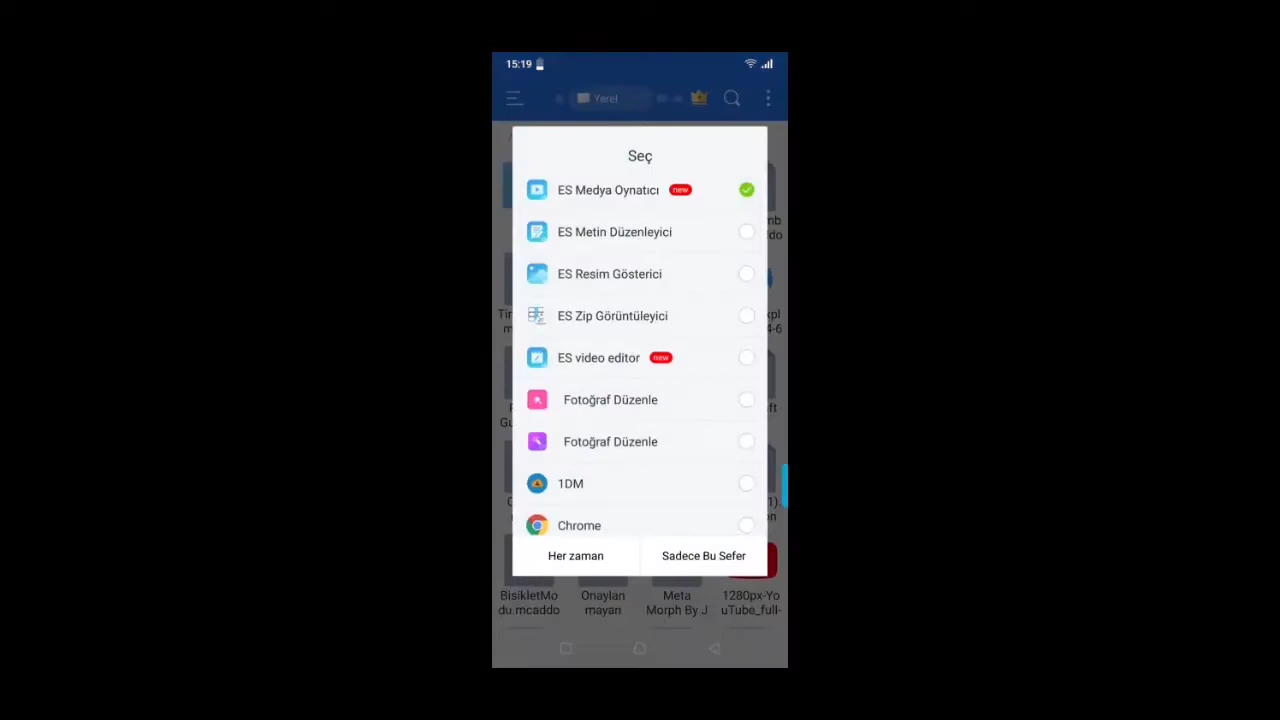 15:19
Yerel
Seç
ES Medya Oynatıcı new
ES Metin Düzenleyici
ES Resim Gösterici
ES Zip Görüntüleyici
ES video editor new
Fotoğraf Düzenle
Fotoğraf Düzenle
1DM
Chrome
Her zaman
Sadece Bu Sefer
BisikletMo
du.mcaddo
Onaylan
mayan
Meta
Morph By J
1280px-Yo
uTube_full-